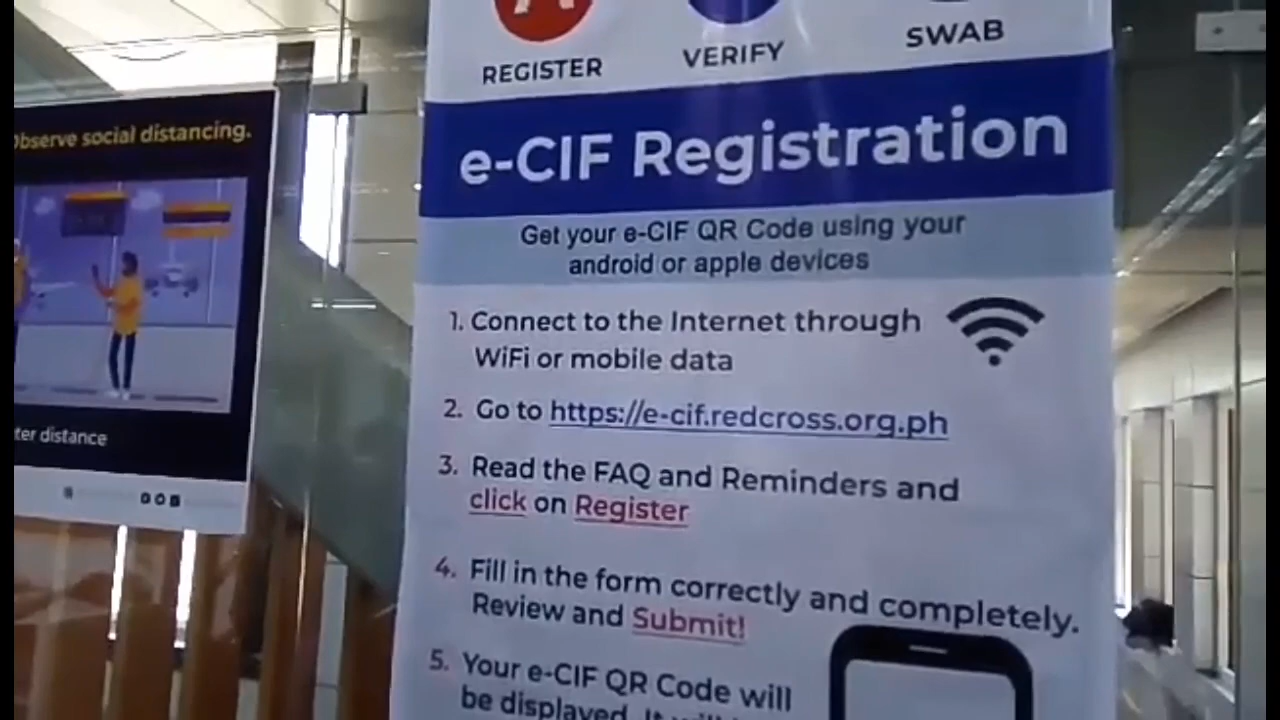 REGISTER
VERIFY
SWAB
e-CIF Registration
Get your e-CIF QR Code using your
android or apple devices
1. Connect to the Internet through
WiFi or mobile data
2. Go to https://e-cif.redcross.org.ph
3. Read the FAQ and Reminders and
click on Register
4. Fill in the form correctly and completely.
Review and Submit!
5. Your e-CIF QR Code will
be displayed. It will
Observe social distancing.
ter distance